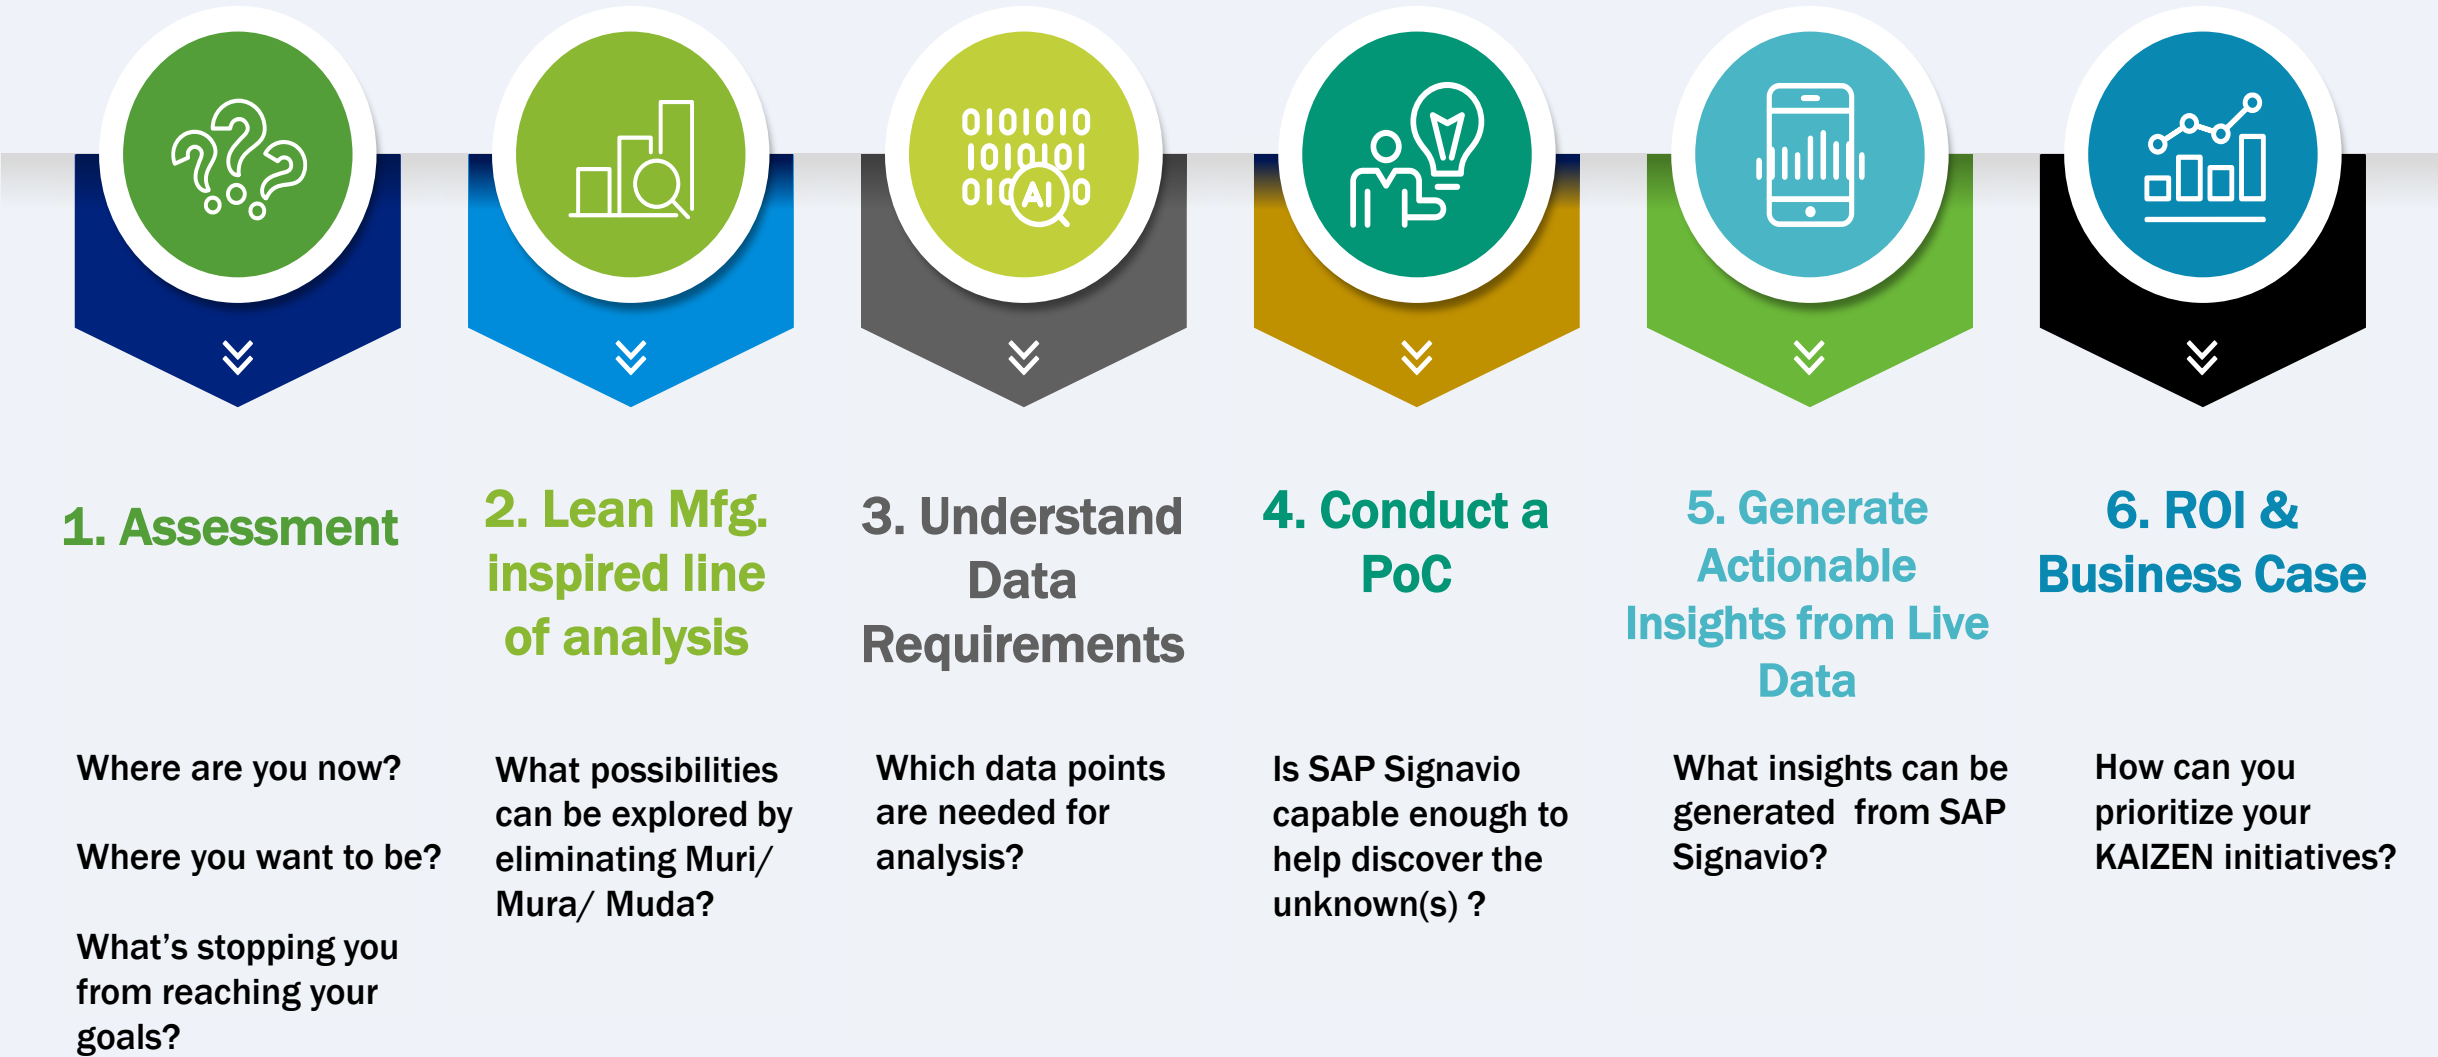 0101010
1010101
010
AI
0
1. Assessment
Where are you now?
Where you want to be?
What's stopping you
from reaching your
goals?
2. Lean Mfg.
inspired line
of analysis
What possibilities
can be explored by
eliminating Muri/
Mura/ Muda?
3. Understand
Data
Requirements
Which data points
are needed for
analysis?
4. Conduct a
PoC
Is SAP Signavio
capable enough to
help discover the
unknown(s) ?
5. Generate
Actionable
Insights from Live
Data
What insights can be
generated  from SAP
Signavio?
6. ROI &
Business Case
How can you
prioritize your
KAIZEN initiatives?